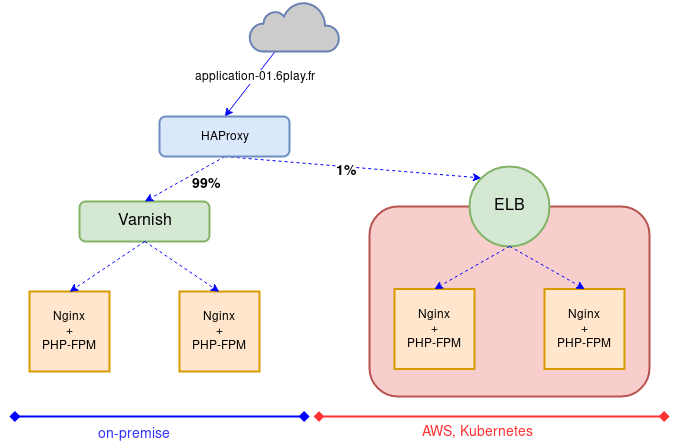 application-01.6play.fr
HAProxy
1%
99%
Varnish
ELB
Nginx
+
PHP-FPM
Nginx
+
PHP-FPM
Nginx
+
PHP-FPM
Nginx
+
PHP-FPM
on-premise
AWS, Kubernetes